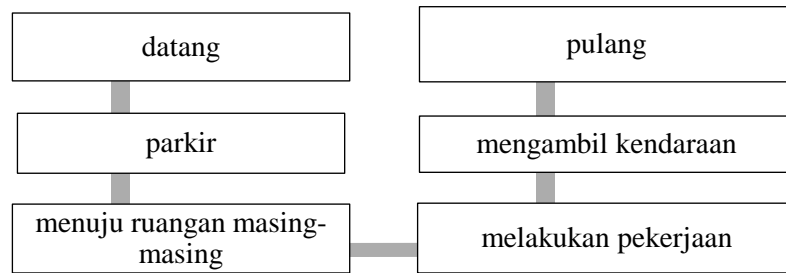 datang
parkir
menuju ruangan masing-
masing
melakukan pekerjaan
mengambil kendaraan
pulang